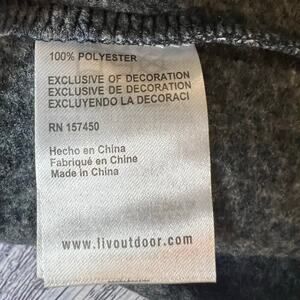 100% POLYESTER
EXCLUSIVE OF DECORATION
EXCLUSIVE DE DECORATION
EXCLUYENDO LA DECORACI
RN 157450
Hecho en China
Fabriqué en Chine
Made in China
www.livoutdoor.com